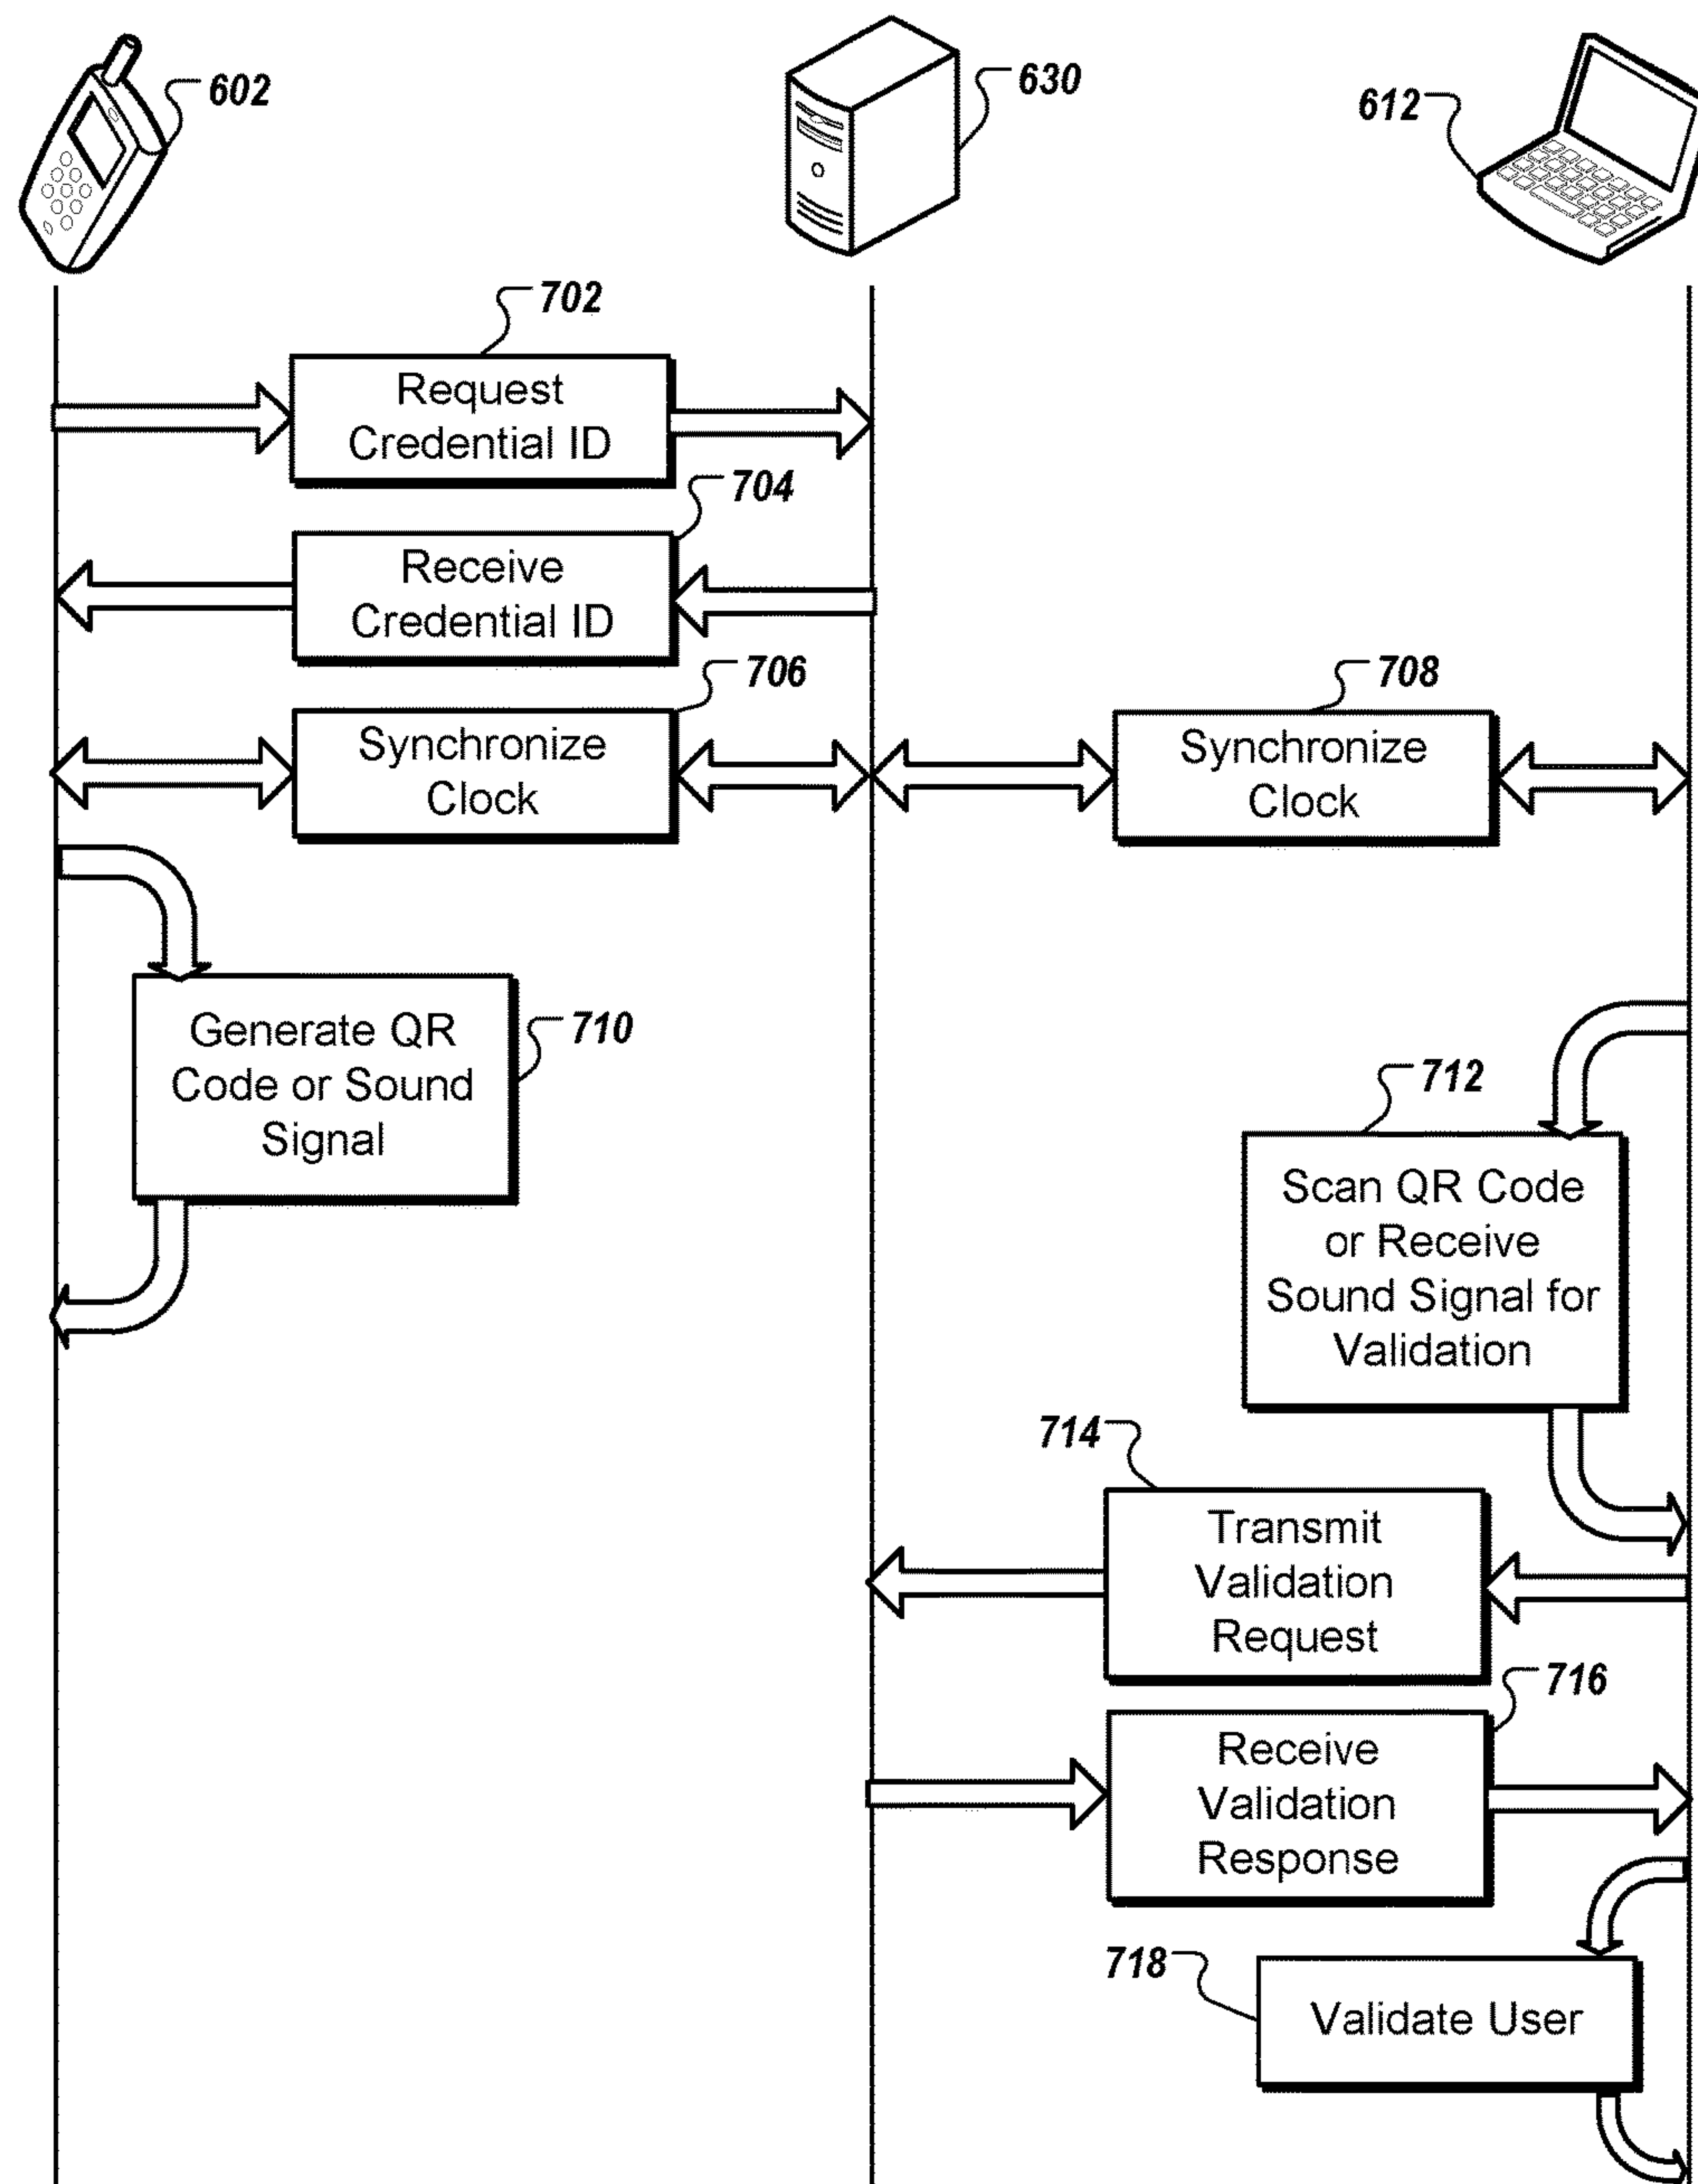 602
630
612
702
Request
Credential ID
704
Receive
Credential ID
706
Synchronize
Clock
708
Synchronize
Clock
710
Generate QR
Code or Sound
Signal
712
Scan QR Code
or Receive
Sound Signal for
Validation
714
Transmit
Validation
Request
716
Receive
Validation
Response
718
Validate User